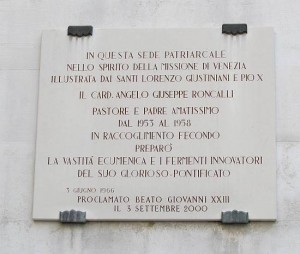 IN QUESTA SEDE PATRIARCALE
NELLO SPIRITO DELLA MISSIONE DI VENEZIA
ILLUSTRATA DAI SANTI LORENZO GIUSTINIANI E PIO X
IL CARD. ANGELO GIUSEPPE RONCALLI
PASTORE E PADRE AMATISSIMO
DAL 1953 AL 1958
IN RACCOGLIMENTO FECONDO
PREPARÒ
LA VASTITÀ ECUMENICA E I FERMENTI INNOVATORI
DEL SUO GLORIOSO·PONTIFICATO
3 GIUGNO 1966
PROCLAMATO BEATO GIOVANNI XXIII
IL 3 SETTEMBRE 2000